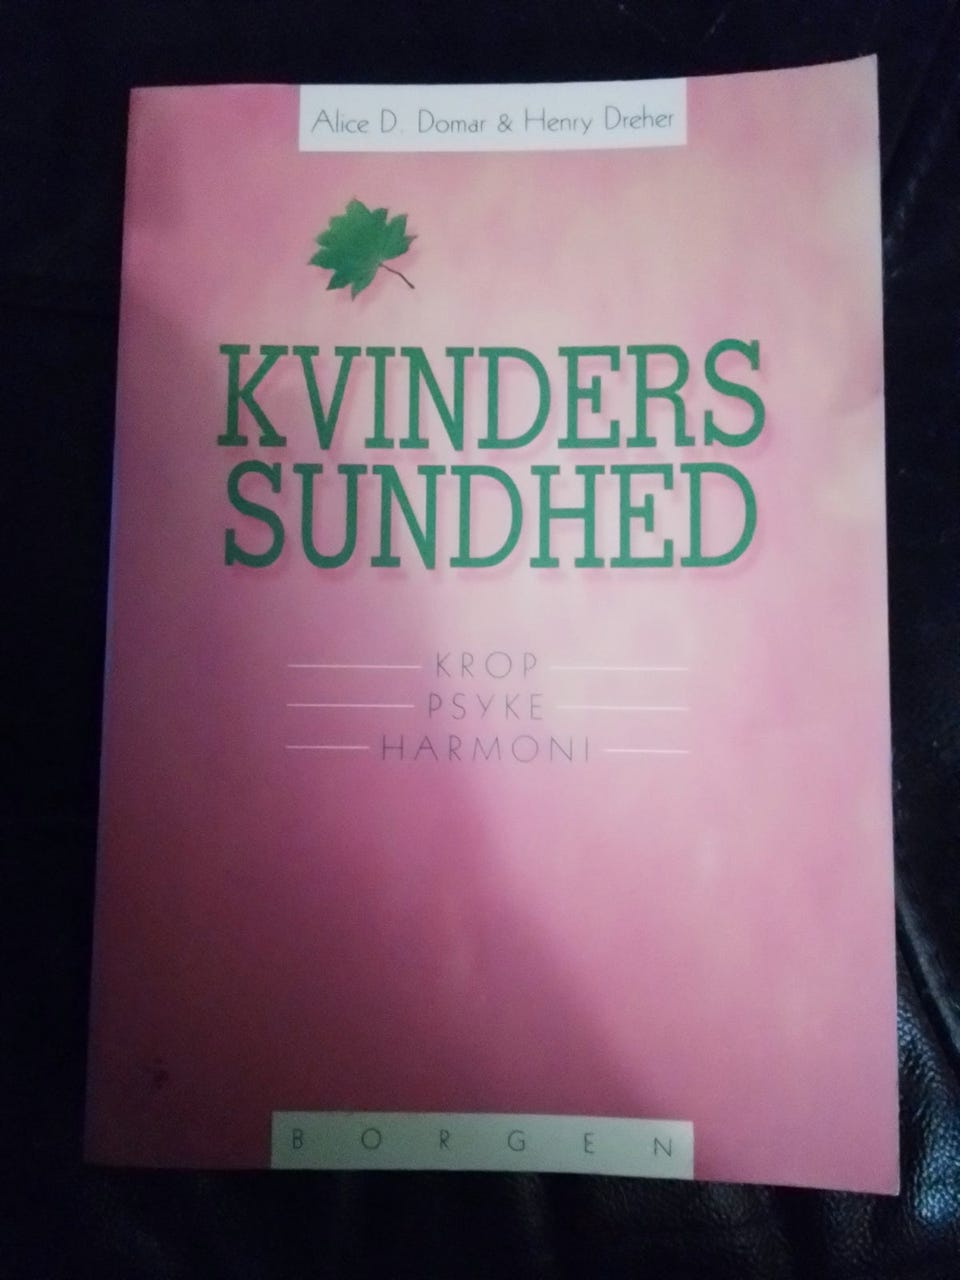 Alice D. Domar & Henry Dreher
KVINDERS
SUNDHED
KROP
PSYKE
HARMONI
BORGEN